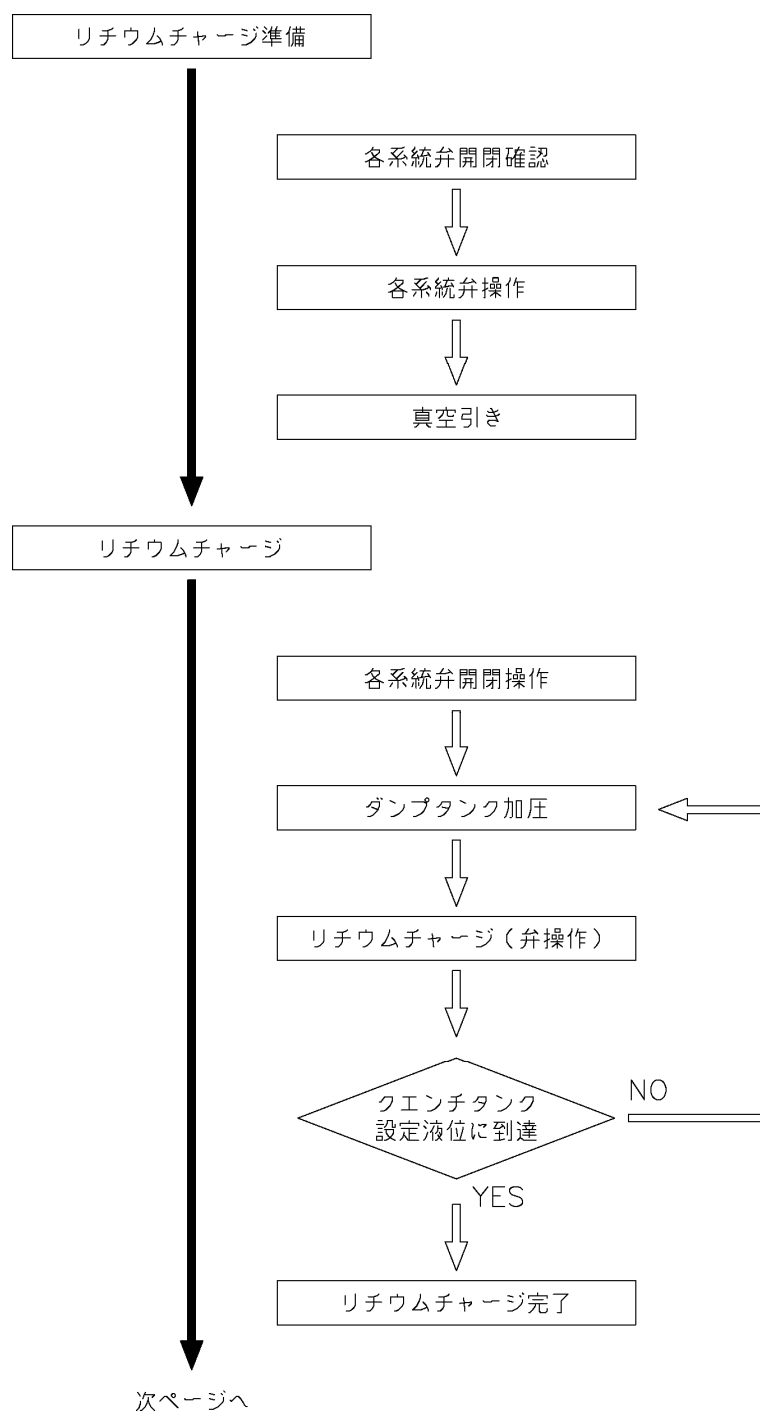 リチウムチャージ準備
各系統弁開閉確認
各系統弁操作
真空引き
リチウムチャージ
各系統弁開閉操作
ダンプタンク加圧
リチウムチャージ(弁操作)
クエンチタンク
設定液位に到達
NO
YES
リチウムチャージ完了
次ページへ